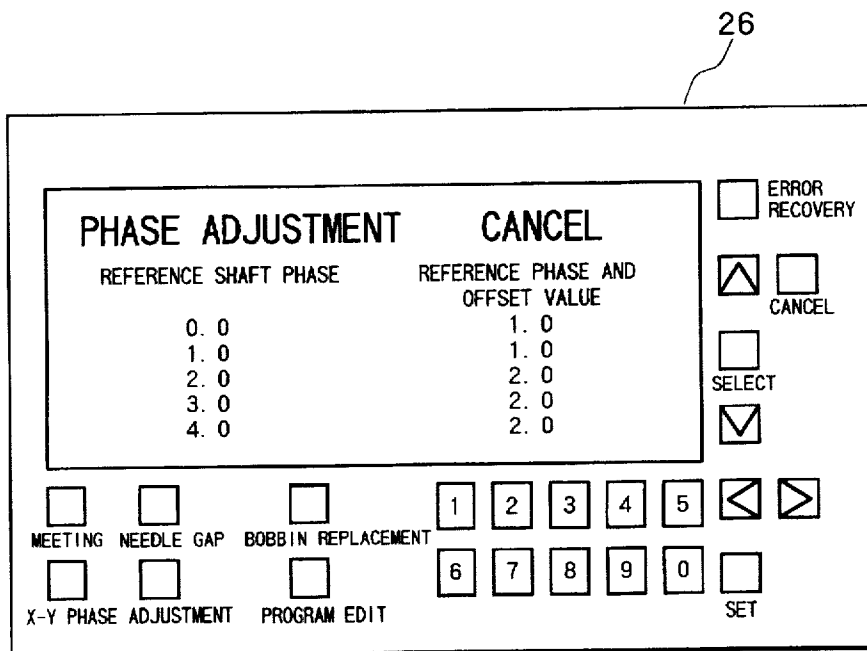 26
ERROR
RECOVERY
PHASE ADJUSTMENT CANCEL
REFERENCE SHAFT PHASE REFERENCE PHASE AND
OFFSET VALUE
CANCEL
0. 0 1. 0
1. 0 1. 0
2. 0 2. 0
3. 0 2. 0
4. 0 2. 0
SELECT
1 2 3 4 5
MEETING NEEDLE GAP BOBBIN REPLACEMENT
6 7 8 9 0
X-Y PHASE ADJUSTMENT PROGRAM EDIT SET